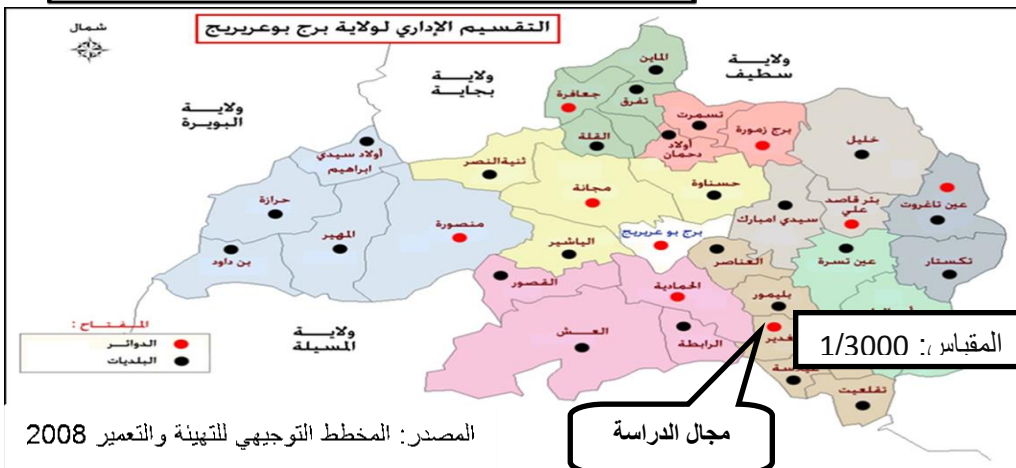 التقسيم الإداري لولاية برج بوعريريج
شمال
ولاية
سطيف
ولاية
بجاية
ولاية
البويرة
ولاية
المسيلة
الماين
جعافرة
تفرق
القلة
تسمرت
أولاد
دحمان
برج زمورة
خليل
أولاد سيدي
ابراهيم
ثنية النصر
حسناوة
مجانة
بئر قاصد
علي
عين تاغروت
سيدي امبارك
حرازة
المهير
منصورة
بن داود
الياشير
برج بو عريريج
العناصر
عين تسرة
تكستار
القصور
الحمادية
بليمور
العش
الرابطة
تقلعيت
المفتاح :
الدوائر
البلديات
المقياس: 1/3000
مجال الدراسة
المصدر: المخطط التوجيهي للتهيئة والتعمير 2008